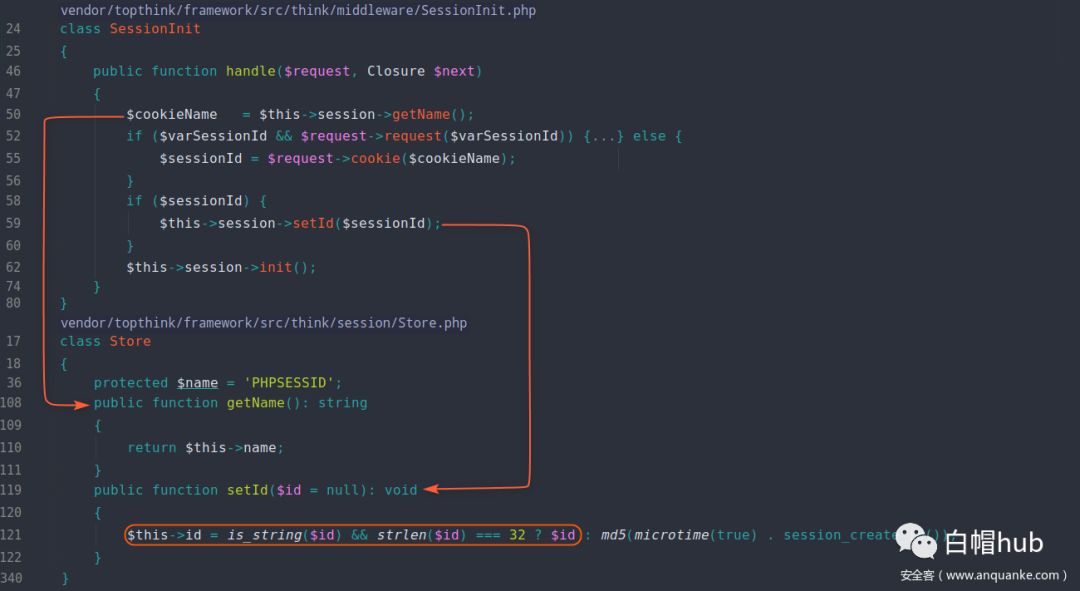 vendor/topthink/framework/src/think/middleware/SessionInit.php
24 class SessionInit
25 {
46 public function handle($request, Closure $next)
47 {
50 $cookieName = $this->session->getName();
52 if ($varSessionId && $request->request($varSessionId)) {...} else {
55 $sessionId = $request->cookie($cookieName);
56 }
58 if ($sessionId) {
59 $this->session->setId($sessionId);
60 }
62 $this->session->init();
74 }
80 }
vendor/topthink/framework/src/think/session/Store.php
17 class Store
18 {
36 protected $name = 'PHPSESSID';
108 public function getName(): string
109 {
110 return $this->name;
111 }
119 public function setId($id = null): void
120 {
121 $this->id = is_string($id) && strlen($id) === 32 ? $id : md5(microtime(true) . session_create
122 }
340 }
白帽hub
安全客（www.anquanke.com）